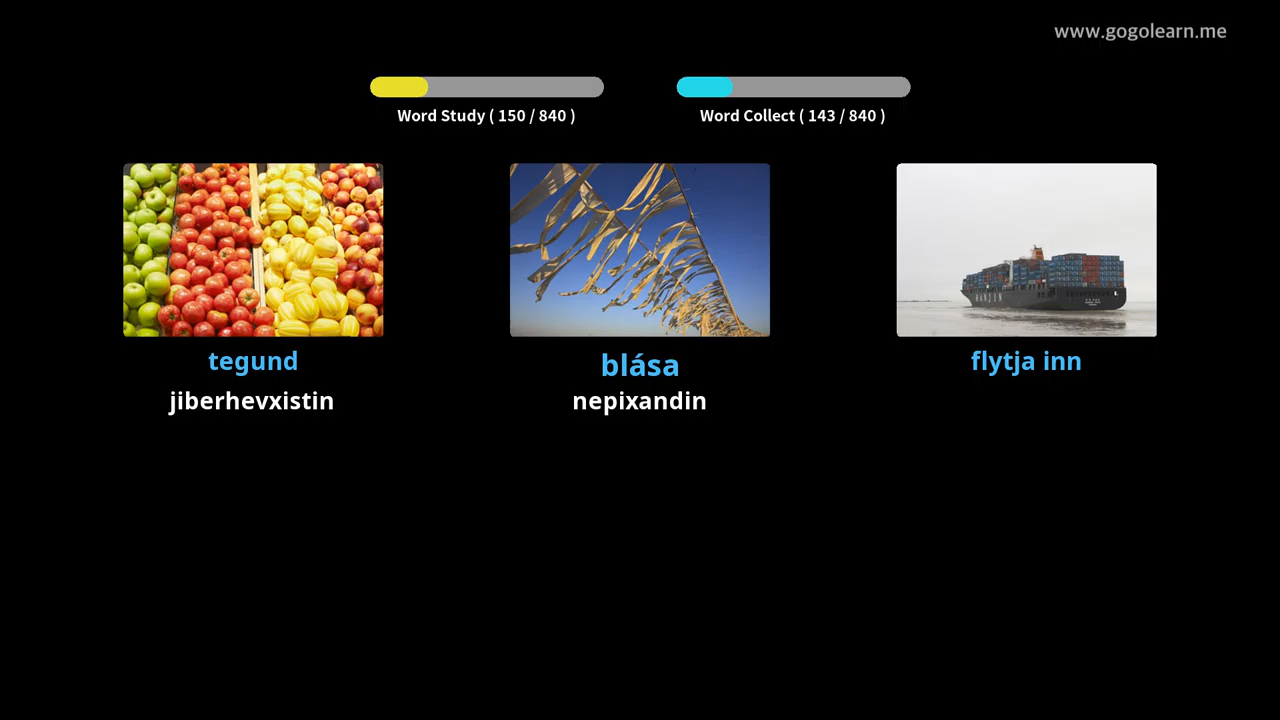 www.gogolearn.me
Word Study ( 150 / 840 )
Word Collect ( 143 / 840 )
tegund
blása
flytja inn
jiberhevxistin
nepixandin